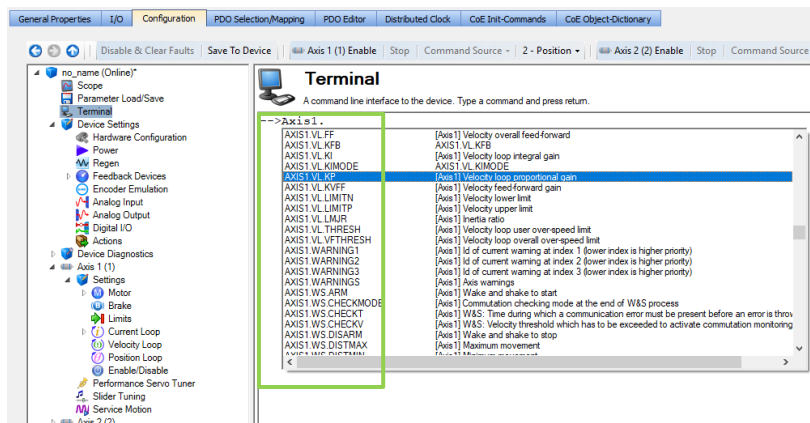 General Properties I/O Configuration PDO Selection/Mapping PDO Editor Distributed Clock CoE Init-Commands CoE Object-Dictionary
Disable & Clear Faults Save To Device Axis 1 (1) Enable Stop Command Source 2 - Position Axis 2 (2) Enable Stop Command Source
no_name (Online)*
Scope
Parameter Load/Save
Terminal
Device Settings
Hardware Configuration
Power
Regen
Feedback Devices
Encoder Emulation
Analog Input
Analog Output
Digital I/O
Actions
Device Diagnostics
Axis 1 (1)
Settings
Motor
Brake
Limits
Current Loop
Velocity Loop
Position Loop
Enable/Disable
Performance Servo Tuner
Slider Tuning
Service Motion
Axis 2 (2)
Terminal
A command line interface to the device. Type a command and press return.
-->Axis1.
AXIS1.VL.FF [Axis1] Velocity overall feed-forward
AXIS1.VL.KFB AXIS1.VL.KFB
AXIS1.VL.KI [Axis1] Velocity loop integral gain
AXIS1.VL.KIMODE AXIS1.VL.KIMODE
AXIS1.VL.KP [Axis1] Velocity loop proportional gain
AXIS1.VL.KVFF [Axis1] Velocity feed-forward gain
AXIS1.VL.LIMITN [Axis1] Velocity lower limit
AXIS1.VL.LIMITP [Axis1] Velocity upper limit
AXIS1.VL.LMJR [Axis1] Inertia ratio
AXIS1.VL.THRESH [Axis1] Velocity loop user over-speed limit
AXIS1.VL.VFTHRESH [Axis1] Velocity loop overall over-speed limit
AXIS1.WARNING1 [Axis1] Id of current warning at index 1 (lower index is higher priority)
AXIS1.WARNING2 [Axis1] Id of current warning at index 2 (lower index is higher priority)
AXIS1.WARNING3 [Axis1] Id of current warning at index 3 (lower index is higher priority)
AXIS1.WARNINGS [Axis1] Axis warnings
AXIS1.WS.ARM [Axis1] Wake and shake to start
AXIS1.WS.CHECKMODE [Axis1] Commutation checking mode at the end of W&S process
AXIS1.WS.CHECKT [Axis1] W&S: Time during which a communication error must be present before an error is throw
AXIS1.WS.CHECKV [Axis1] W&S: Velocity threshold which has to be exceeded to activate commutation monitoring
AXIS1.WS.DISARM [Axis1] Wake and shake to stop
AXIS1.WS.DISTMAX [Axis1] Maximum movement
AXIS1.WS.DISTMIN [Axis1] Minimum movement